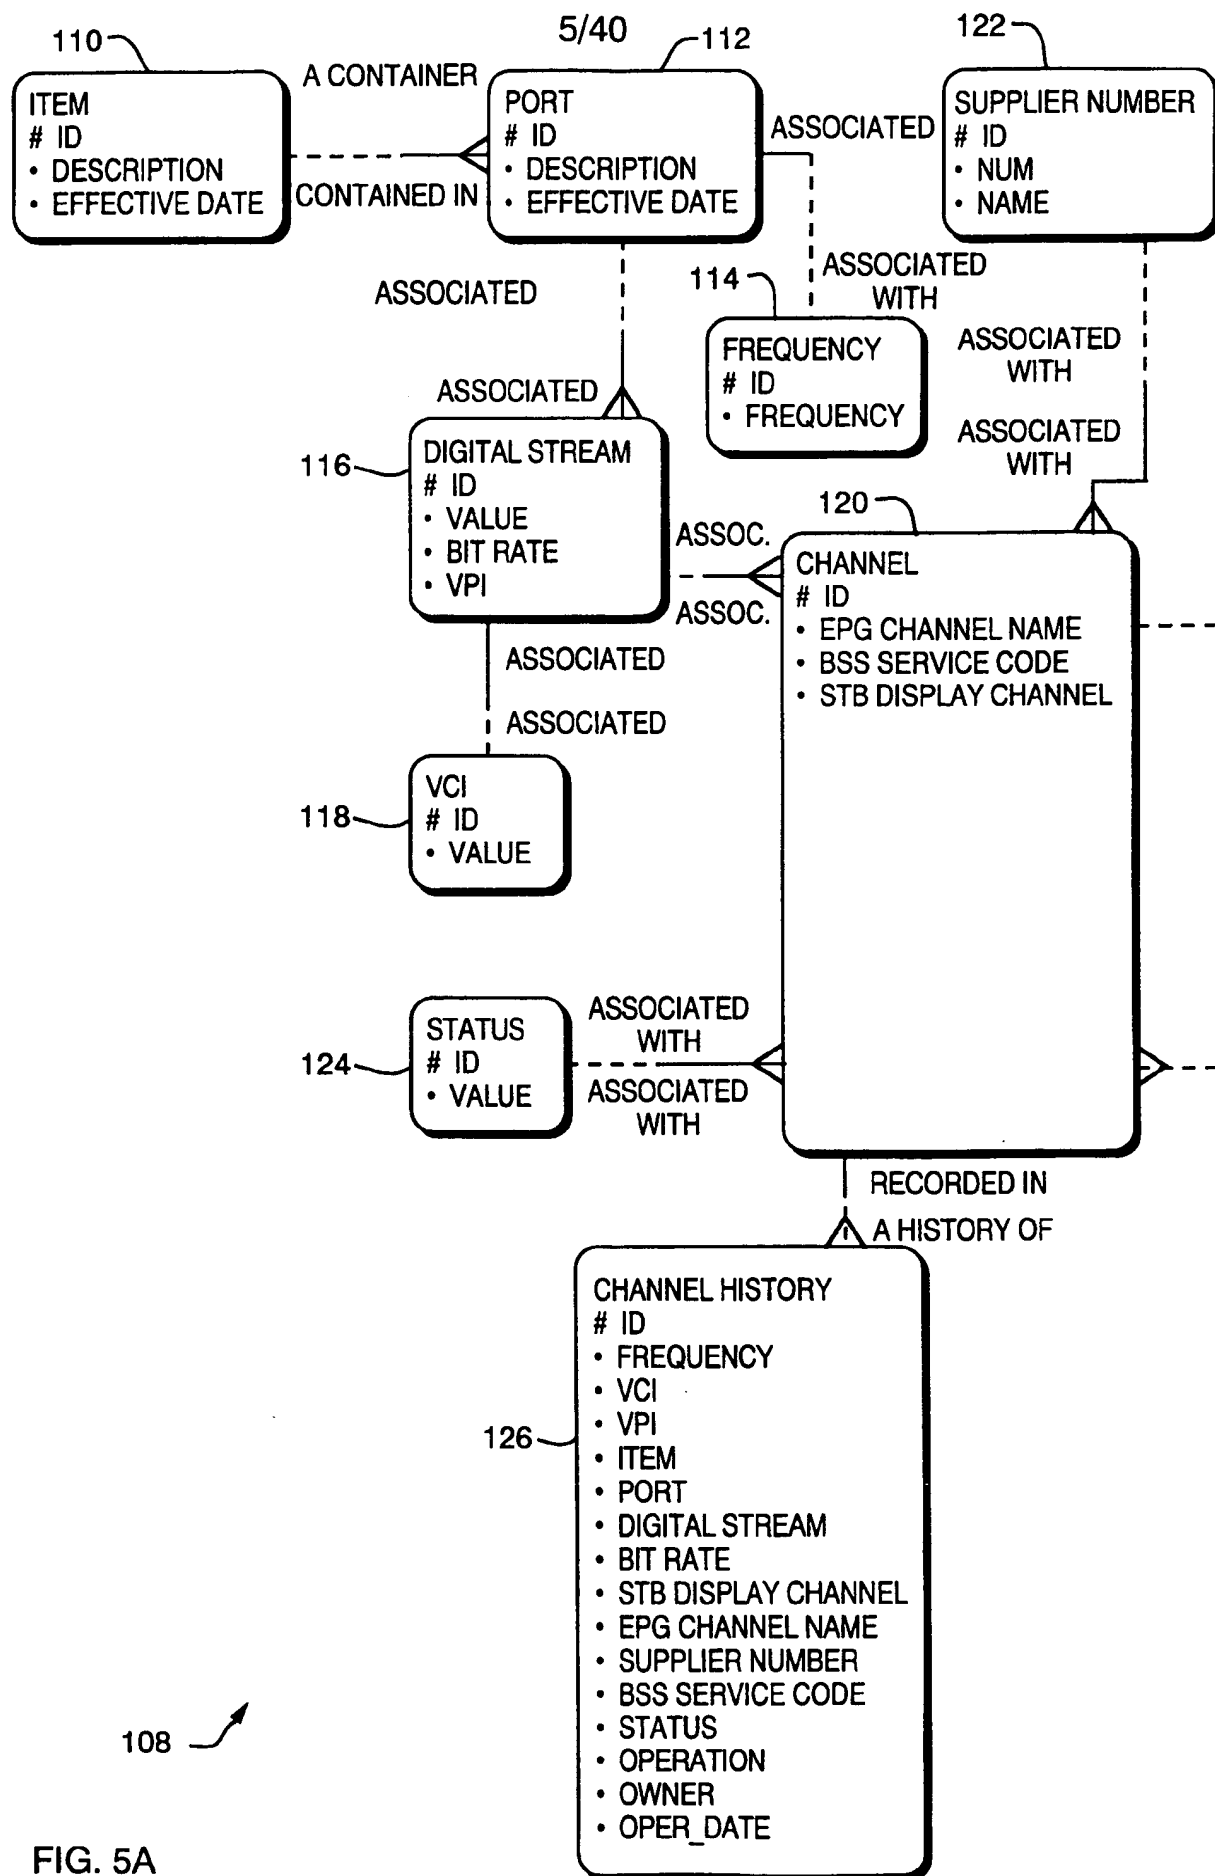 5/40
110
112
122
ITEM
# ID
• DESCRIPTION
• EFFECTIVE DATE
A CONTAINER
CONTAINED IN
PORT
# ID
• DESCRIPTION
• EFFECTIVE DATE
ASSOCIATED
SUPPLIER NUMBER
# ID
• NUM
• NAME
ASSOCIATED
ASSOCIATED
WITH
114
FREQUENCY
# ID
• FREQUENCY
ASSOCIATED
WITH
ASSOCIATED
WITH
ASSOCIATED
116
DIGITAL STREAM
# ID
• VALUE
• BIT RATE
• VPI
ASSOC.
ASSOC.
120
CHANNEL
# ID
• EPG CHANNEL NAME
• BSS SERVICE CODE
• STB DISPLAY CHANNEL
ASSOCIATED
ASSOCIATED
118
VCI
# ID
• VALUE
124
STATUS
# ID
• VALUE
ASSOCIATED
WITH
ASSOCIATED
WITH
RECORDED IN
A HISTORY OF
126
CHANNEL HISTORY
# ID
• FREQUENCY
• VCI
• VPI
• ITEM
• PORT
• DIGITAL STREAM
• BIT RATE
• STB DISPLAY CHANNEL
• EPG CHANNEL NAME
• SUPPLIER NUMBER
• BSS SERVICE CODE
• STATUS
• OPERATION
• OWNER
• OPER_DATE
108
FIG. 5A